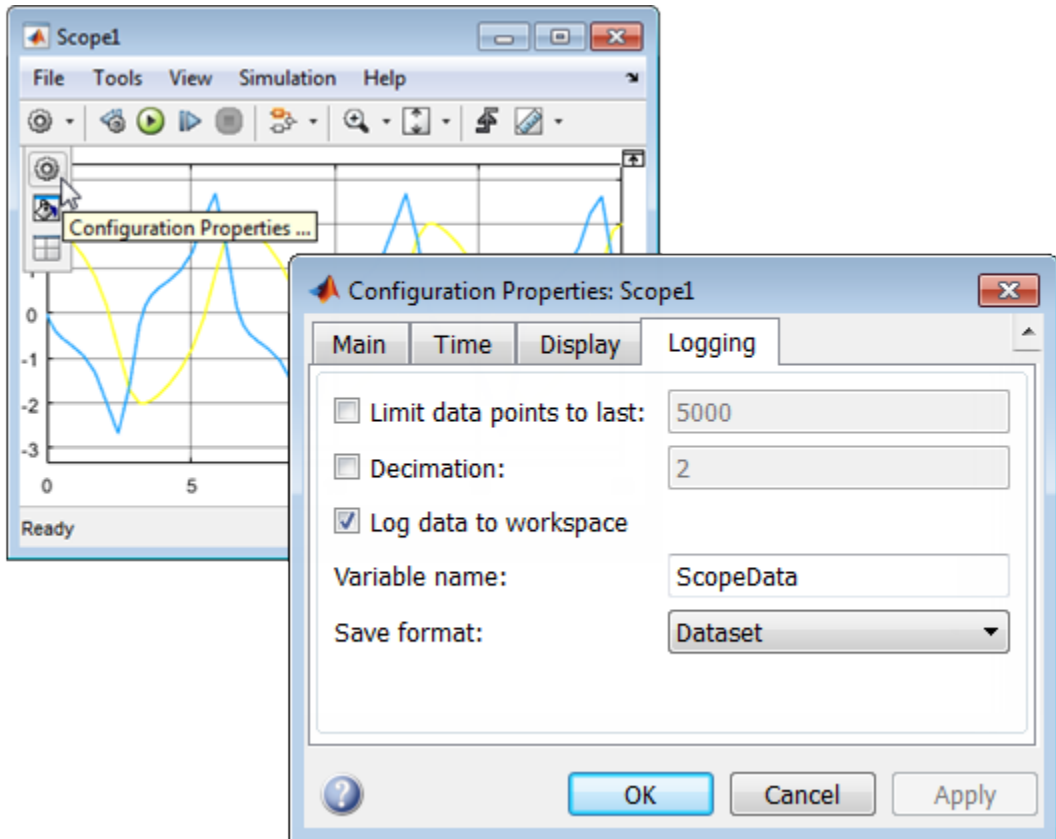 Scope1
File Tools View Simulation Help
Configuration Properties ...
0
-1
-2
-3
0 5
Ready
Configuration Properties: Scope1
Main Time Display Logging
Limit data points to last: 5000
Decimation: 2
Log data to workspace
Variable name: ScopeData
Save format: Dataset
? OK Cancel Apply